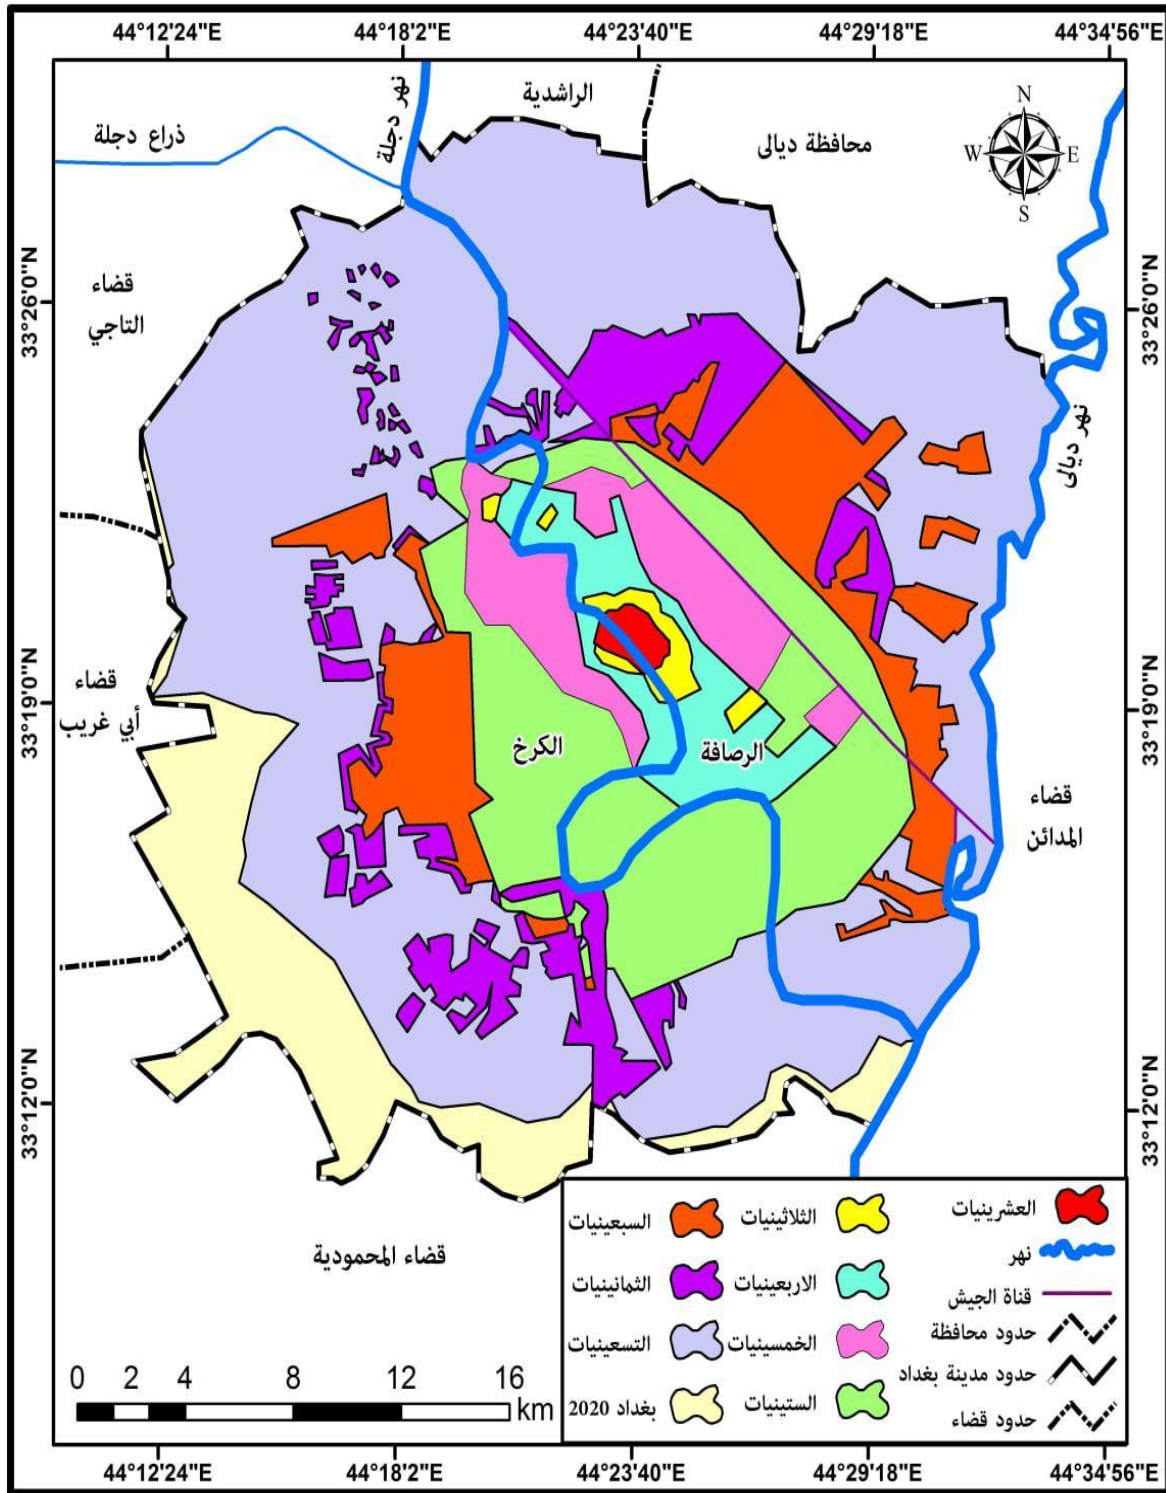 44°12'24"E
44°18'2"E
44°23'40"E
44°29'18"E
44°34'56"E
الراشدية
نهر دجلة
ذراع دجلة
محافظة ديالى
N
W
E
S
33°26'0"N
قضاء
التاجي
33°26'0"N
نهر ديالى
33°19'0"N
قضاء
أبي غريب
الكرخ
الرصافة
33°19'0"N
قضاء
المدائن
33°12'0"N
33°12'0"N
قضاء المحمودية
العشرينيات
الثلاثينيات
السبعينيات
نهر
قناة الجيش
الاربعينيات
الثمانينيات
حدود محافظة
الخمسينيات
التسعينيات
حدود مدينة بغداد
الستينيات
بغداد 2020
حدود قضاء
0 2 4 8 12 16
km
44°12'24"E
44°18'2"E
44°23'40"E
44°29'18"E
44°34'56"E